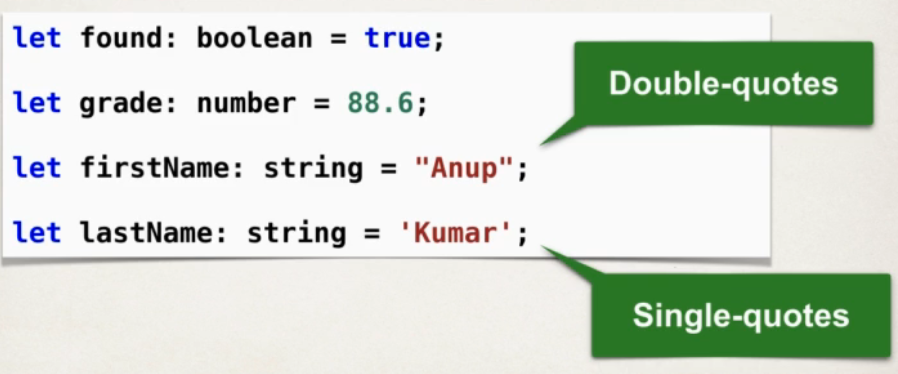 let found: boolean = true;
let grade: number = 88.6;
Double-quotes
let firstName: string = "Anup";
let lastName: string = 'Kumar';
Single-quotes